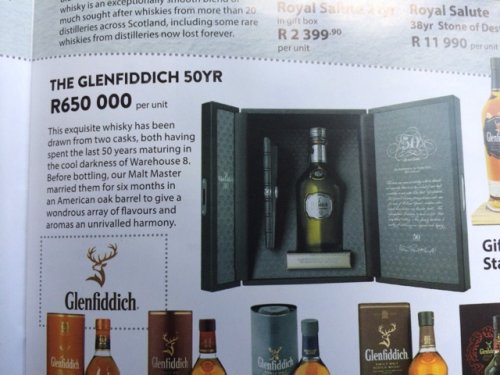 whisky is an exceptionally smooth blend of
much sought after whiskies from more than 20
distilleries across Scotland, including some rare
whiskies from distilleries now lost forever.
Royal Salute 21yr
in gift box
R 2 399.90
per unit
Royal Salute
38yr Stone of Des
R 11 990 per unit
THE GLENFIDDICH 50YR
R650 000 per unit
This exquisite whisky has been
drawn from two casks, both having
spent the last 50 years maturing in
the cool darkness of Warehouse 8.
Before bottling, our Malt Master
married them for six months in
an American oak barrel to give a
wondrous array of flavours and
aromas an unrivalled harmony.
Glenfiddich
50
Gif
Sta
Glenfiddich
Glenfiddich
Glenfiddich
Glenfiddich